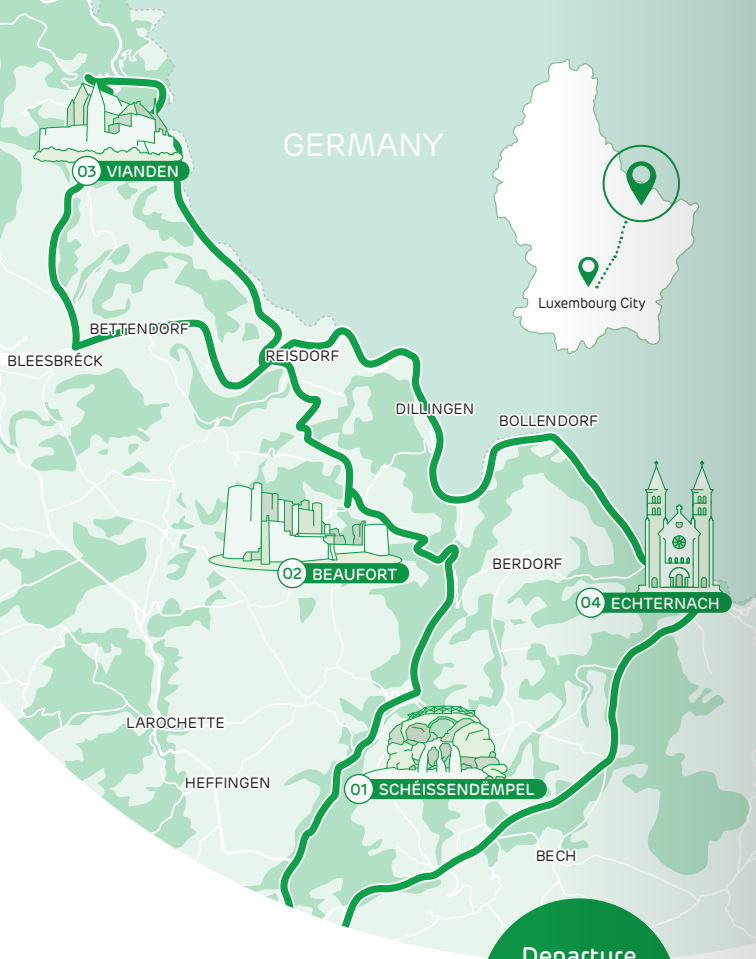 GERMANY
03 VIANDEN
Luxembourg City
BETTENDORF
BLEESBRÉCK
REISDORF
DILLINGEN
BOLLENDORF
BERDORF
02 BEAUFORT
04 ECHTERNACH
LAROCHETTE
HEFFINGEN
01 SCHÉISSENDËMPEL
BECH
Departure